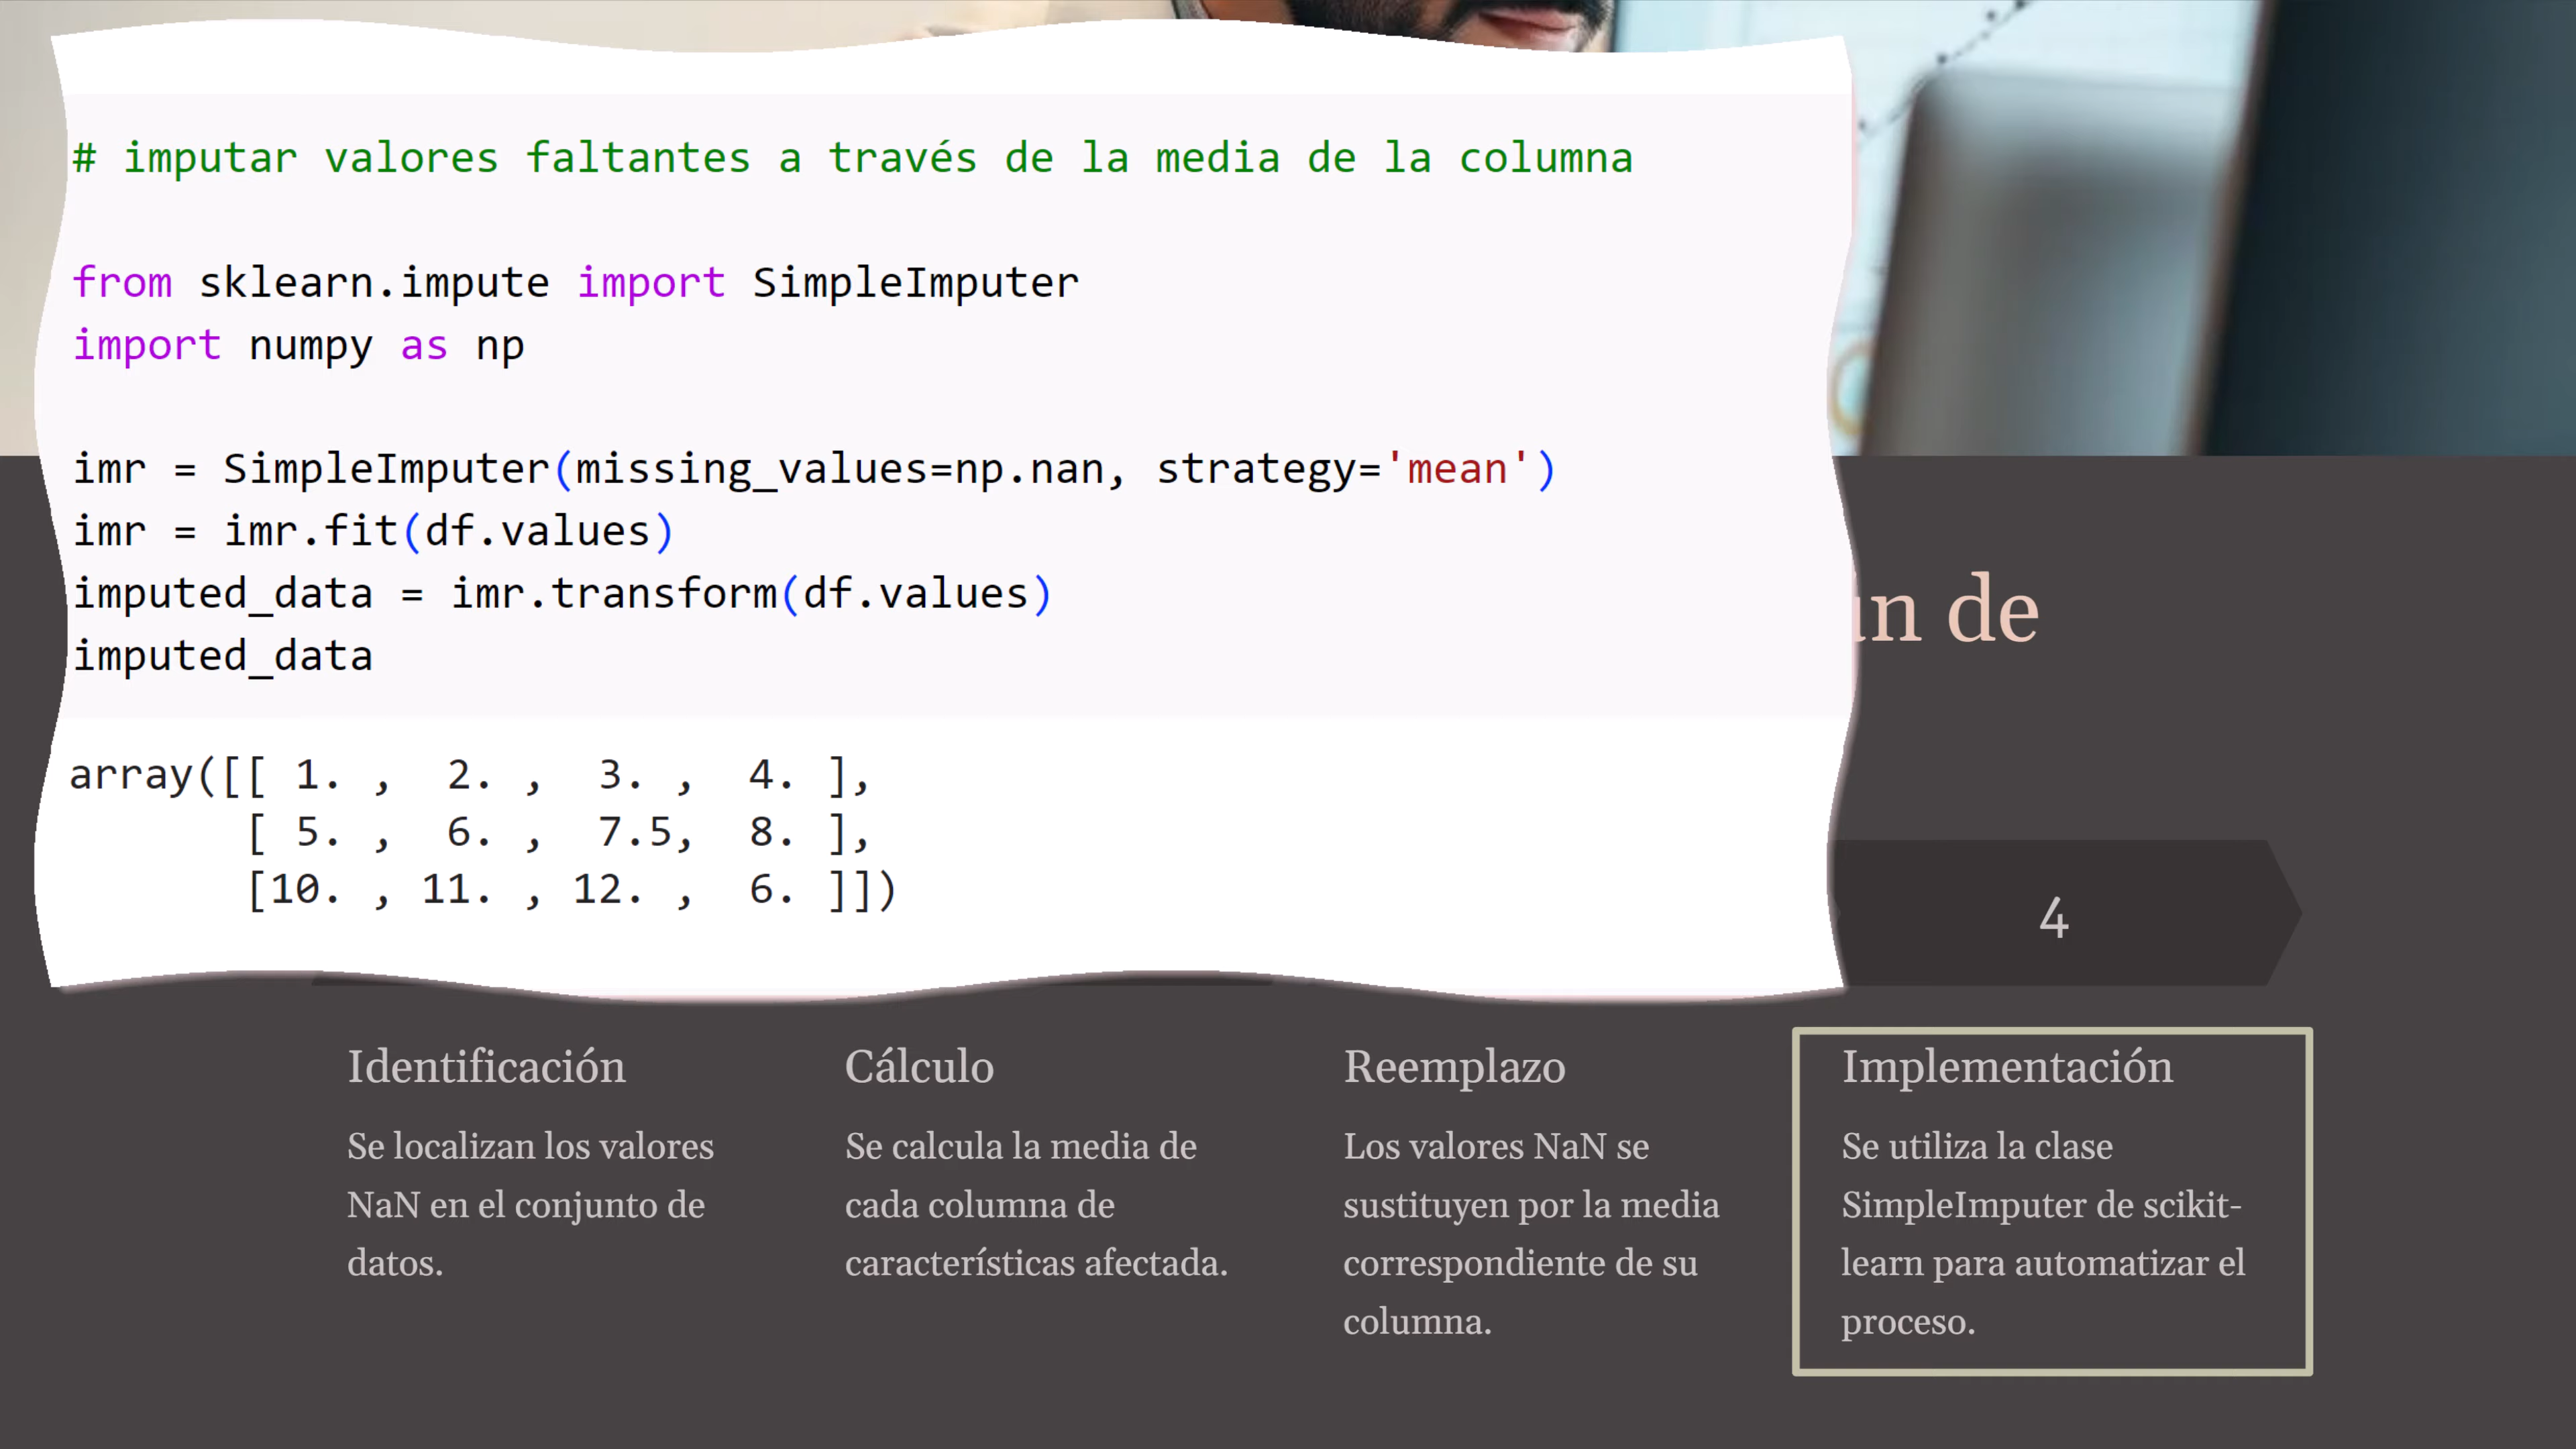 # imputar valores faltantes a través de la media de la columna
from sklearn.impute import SimpleImputer
import numpy as np
imr = SimpleImputer(missing_values=np.nan, strategy='mean')
imr = imr.fit(df.values)
imputed_data = imr.transform(df.values)
imputed_data
array([[ 1. ,  2. ,  3. ,  4. ],
       [ 5. ,  6. ,  7.5,  8. ],
       [10. , 11. , 12. ,  6. ]])
de
4
Identificación
Se localizan los valores
NaN en el conjunto de
datos.
Cálculo
Se calcula la media de
cada columna de
características afectada.
Reemplazo
Los valores NaN se
sustituyen por la media
correspondiente de su
columna.
Implementación
Se utiliza la clase
SimpleImputer de scikit-
learn para automatizar el
proceso.